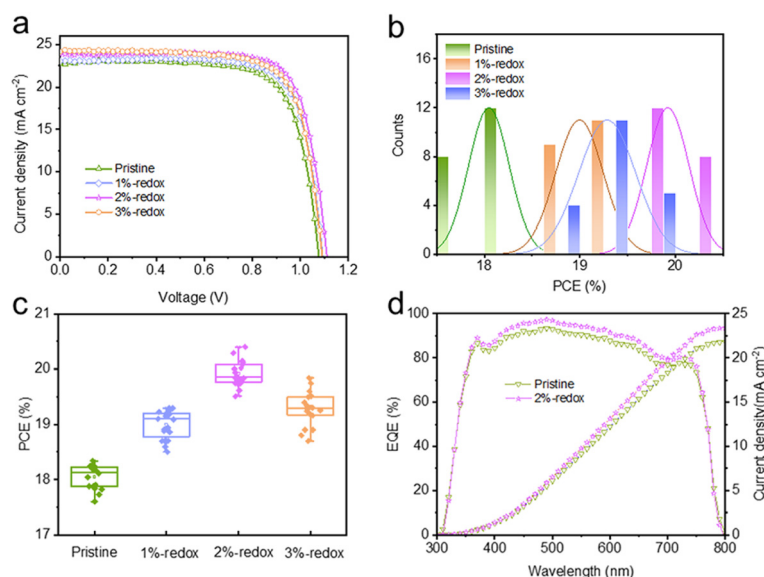 a
Current density (mA cm⁻²)
25
20
15
10
5
0
Pristine
1%-redox
2%-redox
3%-redox
0.0 0.2 0.4 0.6 0.8 1.0 1.2
Voltage (V)
b
Counts
16
12
8
4
0
Pristine
1%-redox
2%-redox
3%-redox
18 19 20
PCE (%)
c
PCE (%)
21
20
19
18
17
Pristine 1%-redox 2%-redox 3%-redox
d
EQE (%)
100
80
60
40
20
0
Pristine
2%-redox
25
20
15
10
5
0
Current density(mA cm⁻²)
300 400 500 600 700 800
Wavelength (nm)